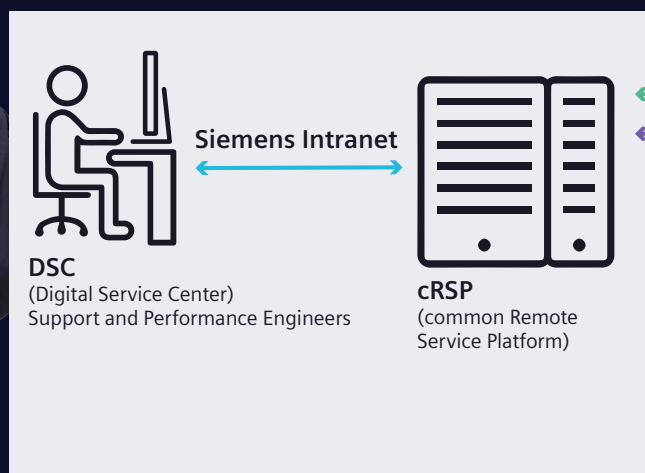 Siemens Intranet
DSC
(Digital Service Center)
Support and Performance Engineers
cRSP
(common Remote
Service Platform)